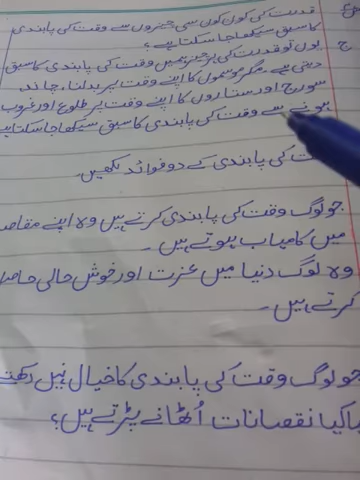 قدرت کی کون کون سی چیزوں سے وقت کی پابندی
کا سبق سیکھا جا سکتا ہے؟
یوں تو قدرت کی ہر چیز ہمیں وقت کی پابندی کا سبق
دیتی ہے۔ مگر موسموں کا اپنے وقت پر بدلنا، چاند
سورج اور ستاروں کا اپنے وقت پر طلوع اور غروب
ہونے سے وقت کی پابندی کا سبق سیکھا جا سکتا ہے
کی پابندی کے دو فوائد لکھیں۔
جو لوگ وقت کی پابندی کرتے ہیں وہ اپنے مقاصد
میں کامیاب ہوتے ہیں۔
وہ لوگ دنیا میں عزت اور خوش حالی حاصل
کرتے ہیں۔
جو لوگ وقت کی پابندی کا خیال نہیں رکھتے
کیا نقصانات اُٹھانے پڑتے ہیں؟